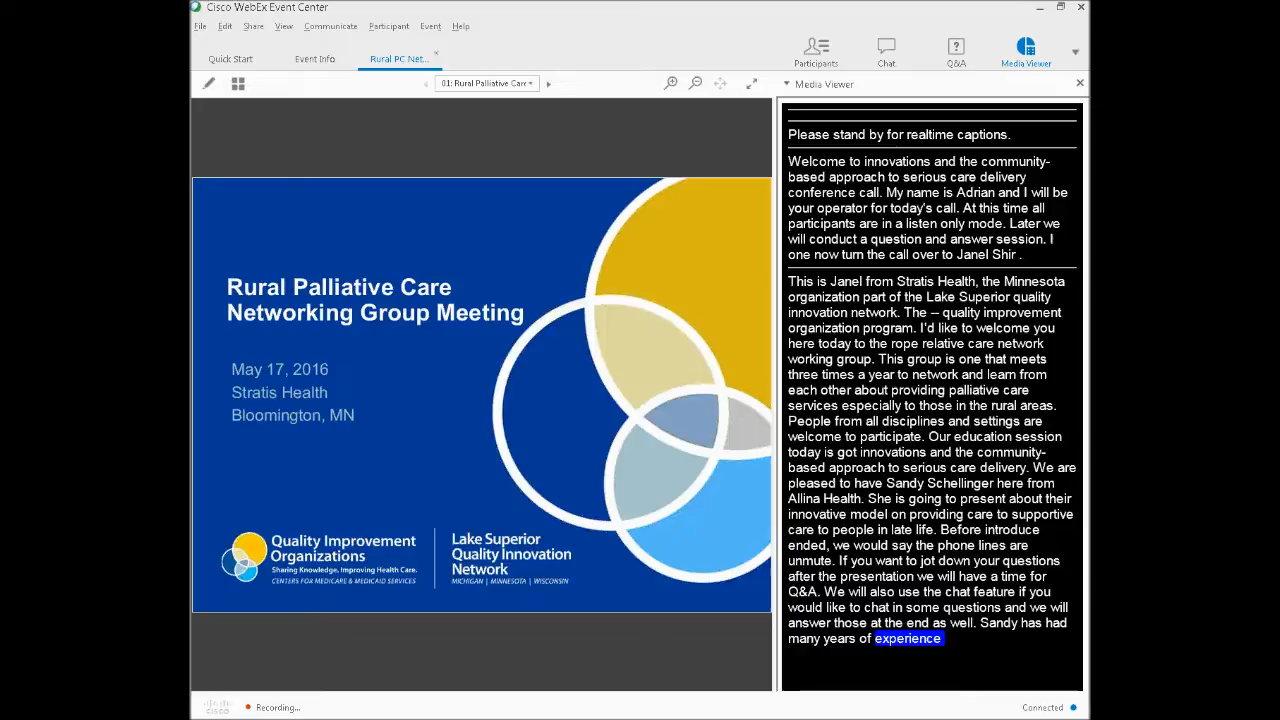 Cisco WebEx Event Center
File Edit Share View Communicate Participant Event Help
Quick Start Event Info Rural PC Net...
Participants Chat Q&A Media Viewer
01: Rural Palliative Care
Media Viewer
Rural Palliative Care
Networking Group Meeting
May 17, 2016
Stratis Health
Bloomington, MN
Quality Improvement
Organizations
Sharing Knowledge, Improving Health Care.
CENTERS FOR MEDICARE & MEDICAID SERVICES
Lake Superior
Quality Innovation
Network
MICHIGAN | MINNESOTA | WISCONSIN
Please stand by for realtime captions.
Welcome to innovations and the community-
based approach to serious care delivery
conference call. My name is Adrian and I will be
your operator for today's call. At this time all
participants are in a listen only mode. Later we
will conduct a question and answer session. I
one now turn the call over to Janel Shir .
This is Janel from Stratis Health, the Minnesota
organization part of the Lake Superior quality
innovation network. The -- quality improvement
organization program. I'd like to welcome you
here today to the rope relative care network
working group. This group is one that meets
three times a year to network and learn from
each other about providing palliative care
services especially to those in the rural areas.
People from all disciplines and settings are
welcome to participate. Our education session
today is got innovations and the community-
based approach to serious care delivery. We are
pleased to have Sandy Schellinger here from
Allina Health. She is going to present about their
innovative model on providing care to supportive
care to people in late life. Before introduce
ended, we would say the phone lines are
unmute. If you want to jot down your questions
after the presentation we will have a time for
Q&A. We will also use the chat feature if you
would like to chat in some questions and we will
answer those at the end as well. Sandy has had
many years of experience
cisco
Recording...
Connected